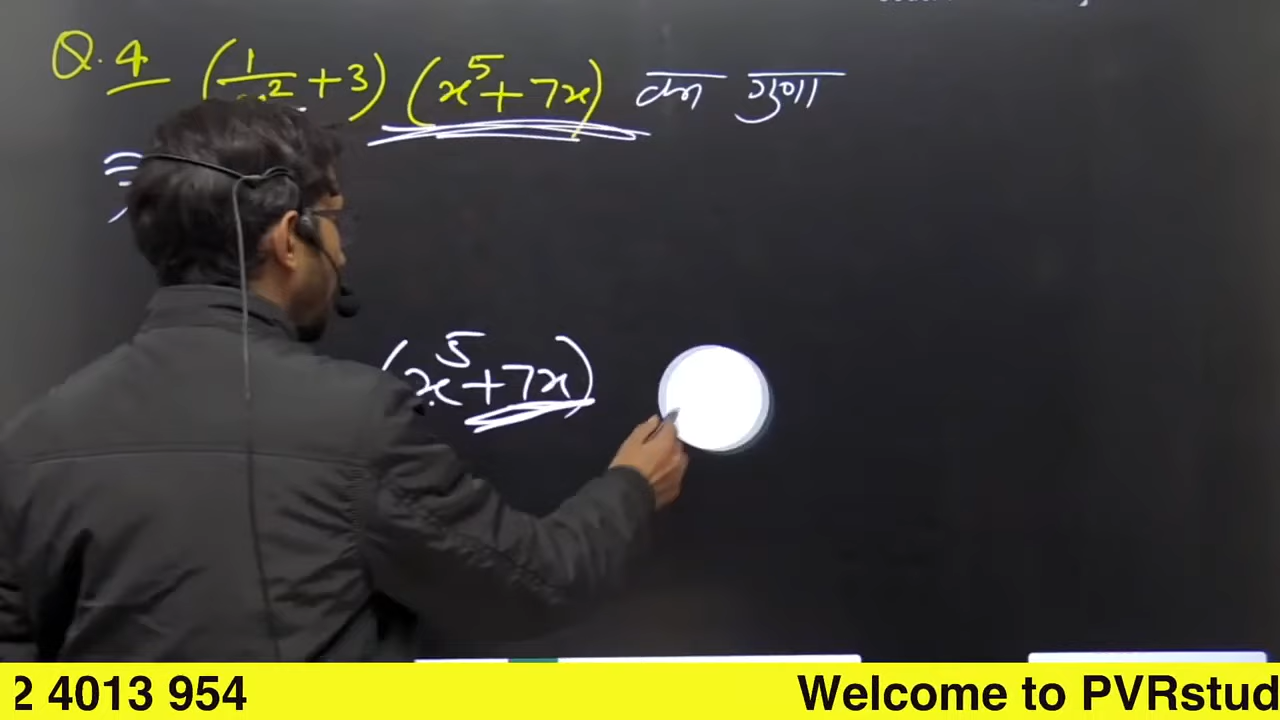 Q.4 (1/x² + 3) (x⁵ + 7x) का गुणा
(x⁵ + 7x)
2 4013 954 Welcome to PVRstud